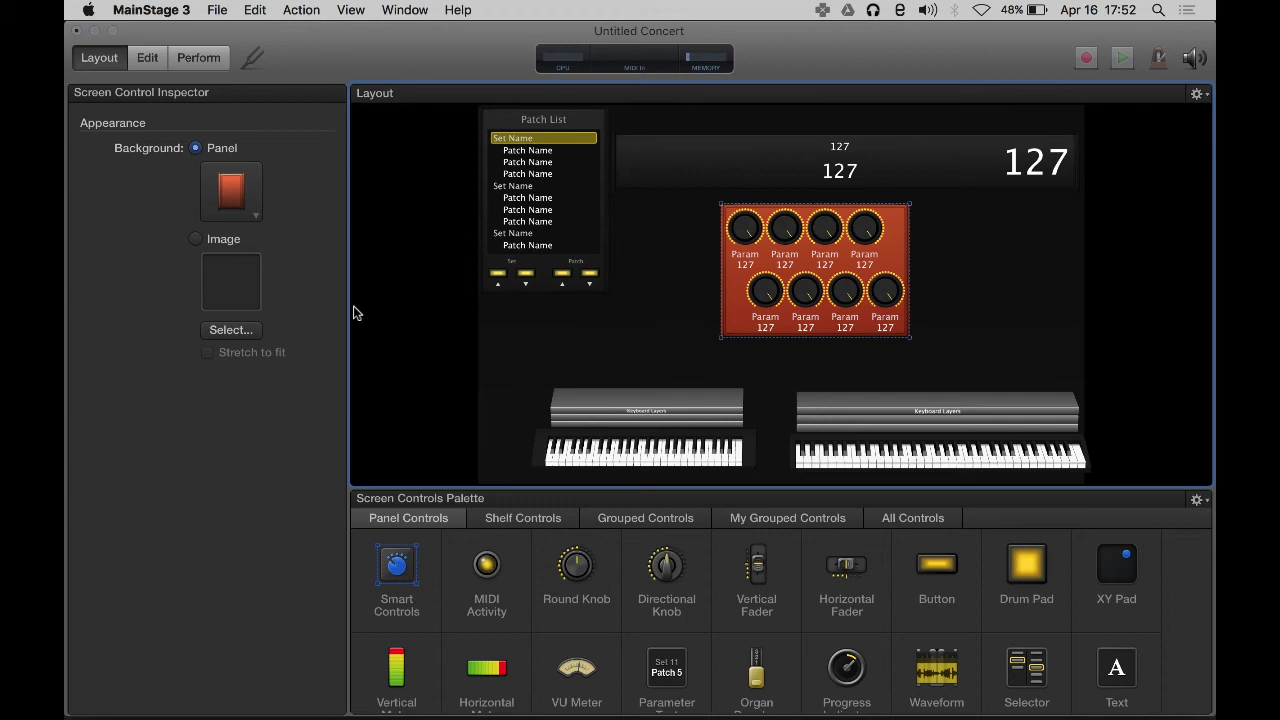 MainStage 3 File Edit Action View Window Help 48% Apr 16 17:52
Untitled Concert
Layout Edit Perform
CPU MIDI IN MEMORY
Screen Control Inspector
Appearance
Background: Panel
Image
Select...
Stretch to fit
Layout
Patch List
Set Name
Patch Name
Patch Name
Patch Name
Set Name
Patch Name
Patch Name
Patch Name
Set Name
Patch Name
Set Patch
127
127
127
Param Param Param Param
127 127 127 127
Param Param Param Param
127 127 127 127
Keyboard Layers Keyboard Layers
Screen Controls Palette
Panel Controls Shelf Controls Grouped Controls My Grouped Controls All Controls
Smart Controls MIDI Activity Round Knob Directional Knob Vertical Fader Horizontal Fader Button Drum Pad XY Pad
Set 11
Patch 5
A
Vertical Horizontal VU Meter Parameter Organ Progress Waveform Selector Text